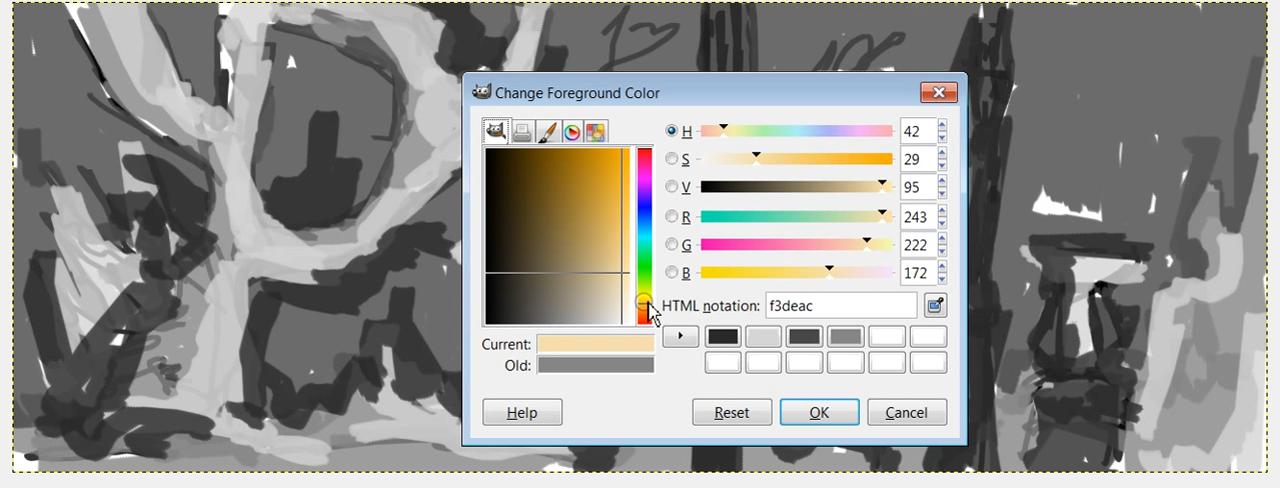 Change Foreground Color
H 42
S 29
V 95
R 243
G 222
B 172
HTML notation: f3deac
Current:
Old:
Help Reset OK Cancel